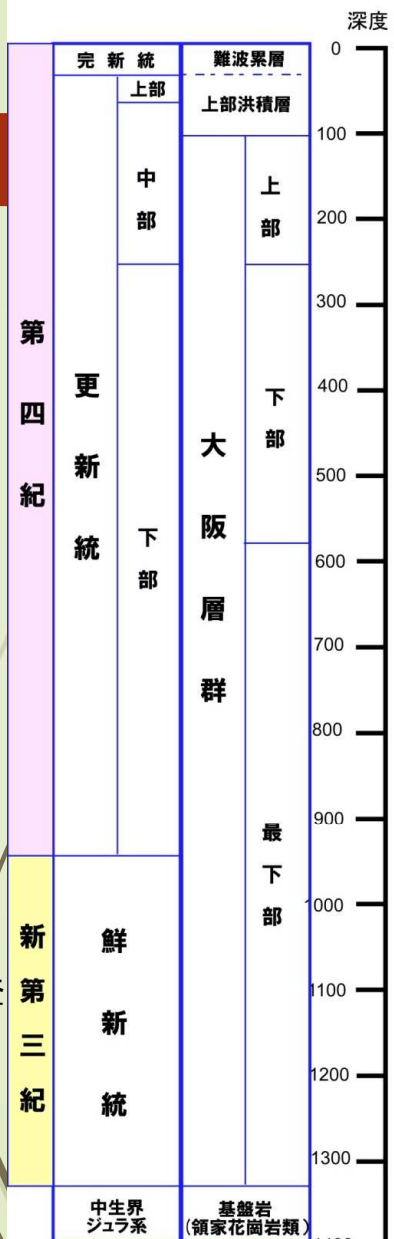 深度
完新統
難波累層
0
上部
上部洪積層
100
中部
上部
200
300
第四紀
更新統
大阪層群
下部
400
500
下部
600
700
800
最下部
900
1000
新第三紀
鮮新統
1100
1200
1300
中生界
ジュラ系
基盤岩
(領家花崗岩類)